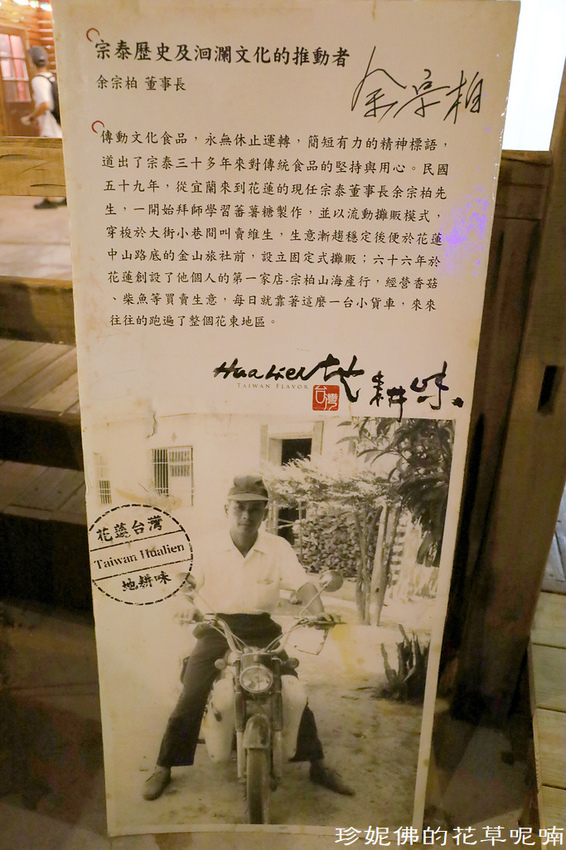 宗泰歷史及洄瀾文化的推動者
余宗柏 董事長
余宗柏
傳動文化食品，永無休止運轉，簡短有力的精神標語，
道出了宗泰三十多年來對傳統食品的堅持與用心。民國
五十九年，從宜蘭來到花蓮的現任宗泰董事長余宗柏先
生，一開始拜師學習蕃薯糖製作，並以流動攤販模式，
穿梭於大街小巷間叫賣維生，生意漸趨穩定後便於花蓮
中山路底的金山旅社前，設立固定式攤販；六十六年於
花蓮創設了他個人的第一家店-宗柏山海產行，經營香菇
、柴魚等買賣生意，每日就靠著這麼一台小貨車，來來
往往的跑遍了整個花東地區。
Hualien 地耕味
TAIWAN FLAVOR
台灣
花蓮台灣
Taiwan Hualien
地耕味
珍妮佛的花草呢喃